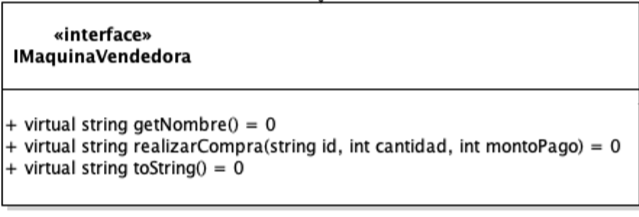 «interface»
IMaquinaVendedora
+ virtual string getNombre() = 0
+ virtual string realizarCompra(string id, int cantidad, int montoPago) = 0
+ virtual string toString() = 0